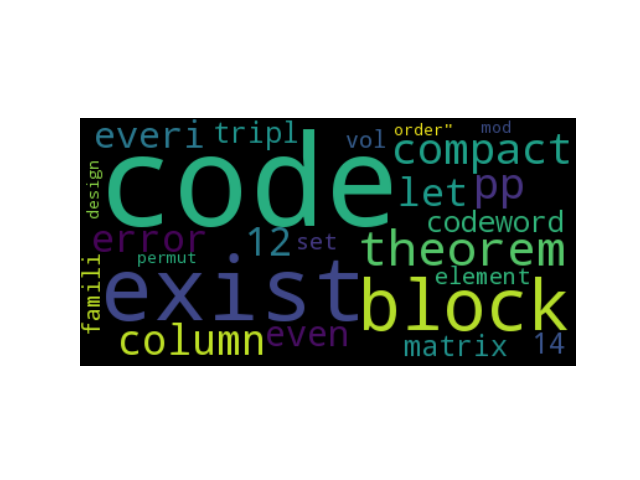 everi tripl vol order" mod
code compact
design let pp
codeword
error 12 set theorem
permut element
famili exist block
column even matrix 14